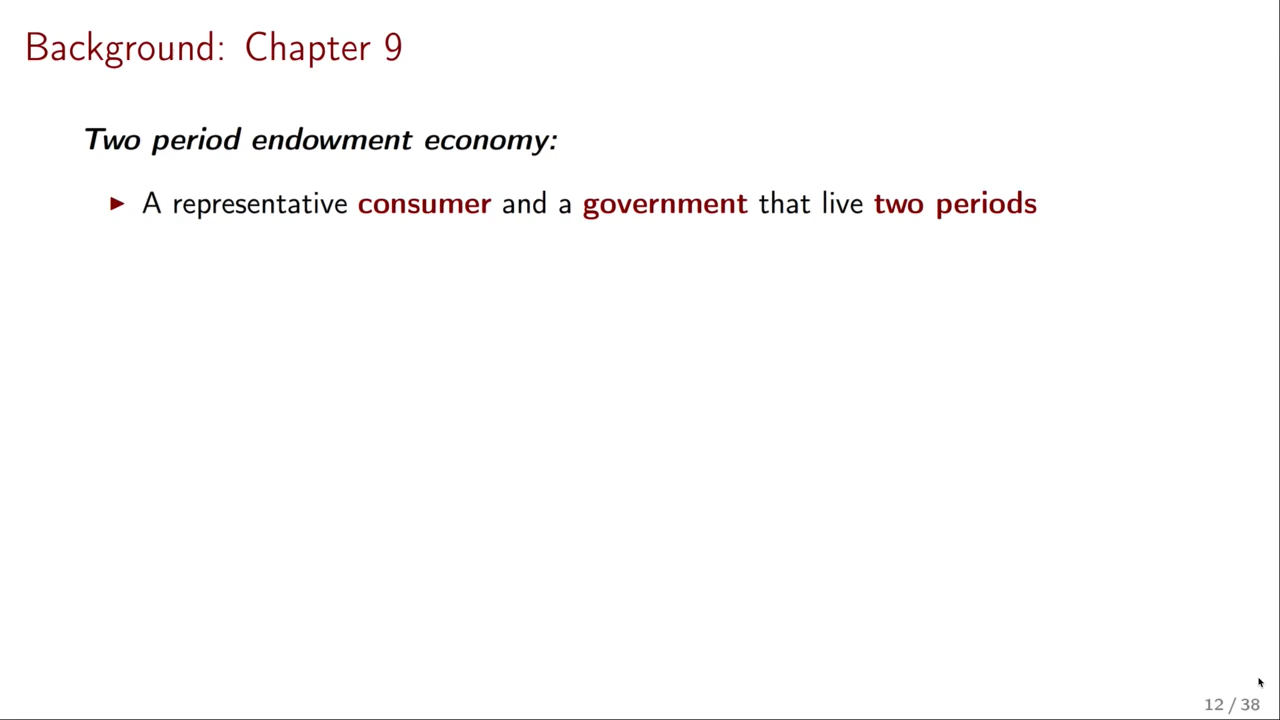 Background: Chapter 9
Two period endowment economy:
▶ A representative consumer and a government that live two periods
12 / 38